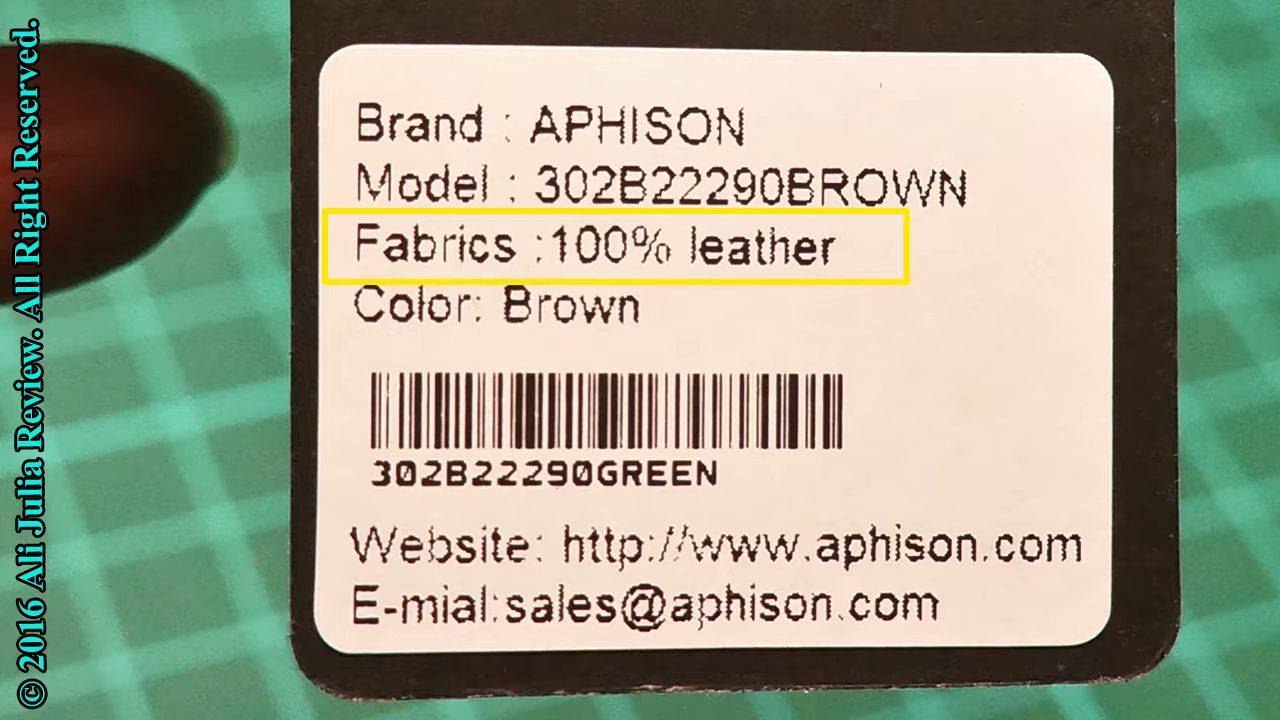 Brand : APHISON
Model : 302B22290BROWN
Fabrics :100% leather
Color: Brown
302B22290GREEN
Website: http://www.aphison.com
E-mial:sales@aphison.com
© 2016 Ali Julia Review. All Right Reserved.